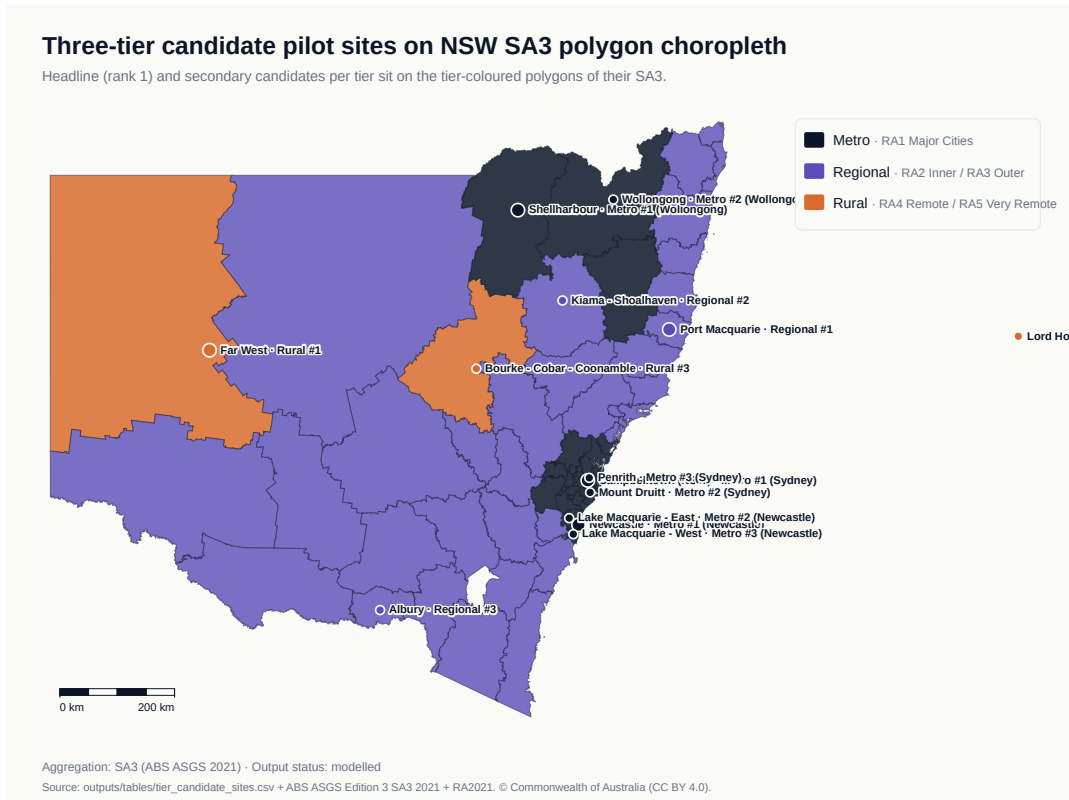 Three-tier candidate pilot sites on NSW SA3 polygon choropleth
Headline (rank 1) and secondary candidates per tier sit on the tier-coloured polygons of their SA3.
Metro · RA1 Major Cities
Regional · RA2 Inner / RA3 Outer
Rural · RA4 Remote / RA5 Very Remote
Wollongong · Metro #2 (Wollongo
Shellharbour · Metro #1 (Wollongong)
Kiama - Shoalhaven · Regional #2
Port Macquarie · Regional #1
Lord Ho
Far West · Rural #1
Bourke - Cobar - Coonamble · Rural #3
Penrith · Metro #3 (Sydney)
#1 (Sydney)
Mount Druitt · Metro #2 (Sydney)
Lake Macquarie - East · Metro #2 (Newcastle)
Newcastle · Metro #1 (Newcastle)
Lake Macquarie - West · Metro #3 (Newcastle)
Albury · Regional #3
0 km 200 km
Aggregation: SA3 (ABS ASGS 2021) · Output status: modelled
Source: outputs/tables/tier_candidate_sites.csv + ABS ASGS Edition 3 SA3 2021 + RA2021. © Commonwealth of Australia (CC BY 4.0).